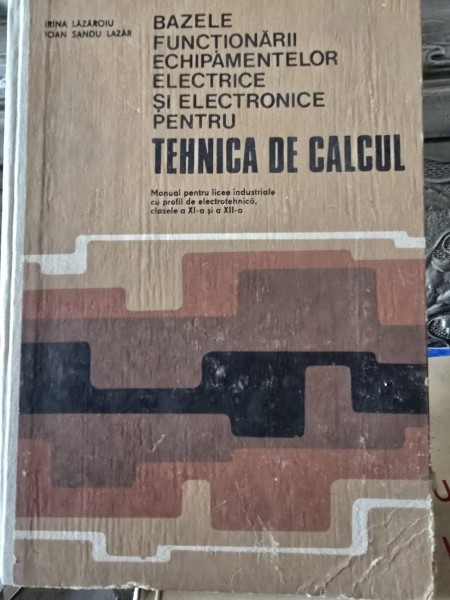 IRINA LĂZĂROIU
IOAN SANDU LAZĂR
BAZELE
FUNCȚIONĂRII
ECHIPAMENTELOR
ELECTRICE
ȘI ELECTRONICE
PENTRU
TEHNICA DE CALCUL
Manual pentru licee industriale
cu profil de electrotehnică,
clasele a XI-a și a XII-a